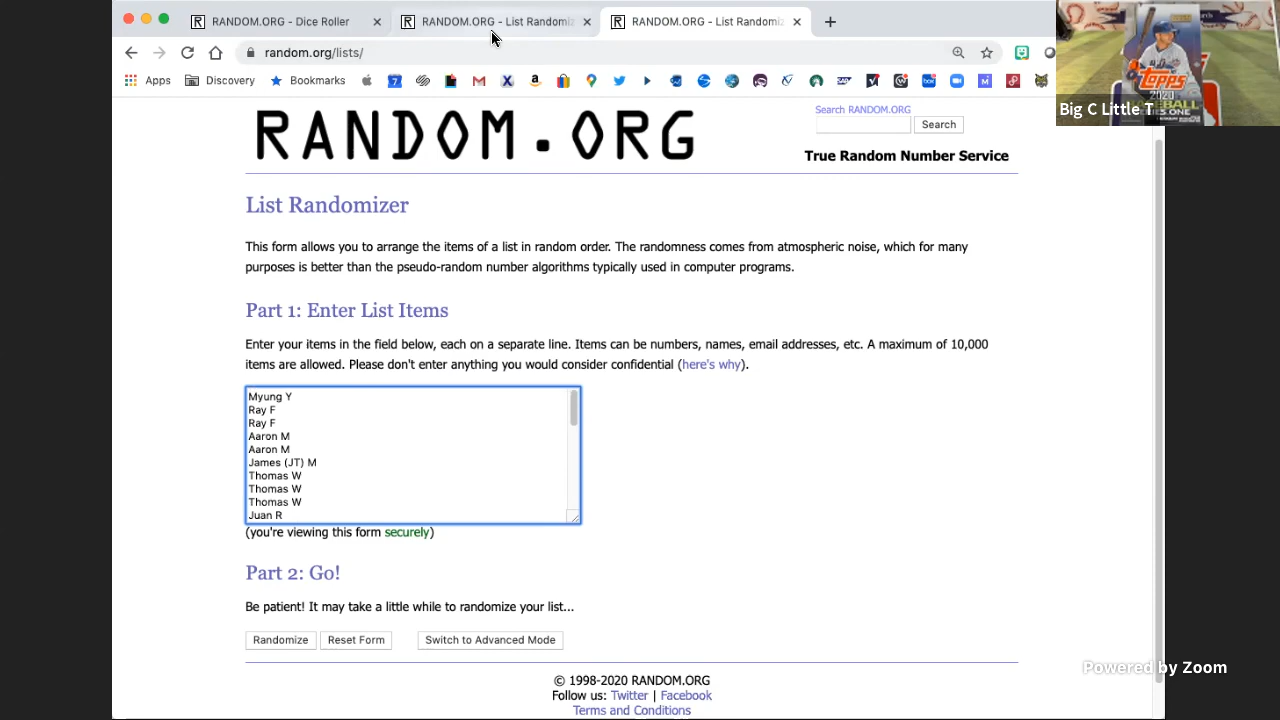 RANDOM.ORG - Dice Roller
RANDOM.ORG - List Randomiz
RANDOM.ORG - List Randomiz
random.org/lists/
Apps
Discovery
Bookmarks
RANDOM.ORG
Search RANDOM.ORG
Search
True Random Number Service
List Randomizer
This form allows you to arrange the items of a list in random order. The randomness comes from atmospheric noise, which for many
purposes is better than the pseudo-random number algorithms typically used in computer programs.
Part 1: Enter List Items
Enter your items in the field below, each on a separate line. Items can be numbers, names, email addresses, etc. A maximum of 10,000
items are allowed. Please don't enter anything you would consider confidential (here's why).
Myung Y
Ray F
Ray F
Aaron M
Aaron M
James (JT) M
Thomas W
Thomas W
Thomas W
Juan R
(you're viewing this form securely)
Part 2: Go!
Be patient! It may take a little while to randomize your list...
Randomize
Reset Form
Switch to Advanced Mode
© 1998-2020 RANDOM.ORG
Follow us: Twitter | Facebook
Terms and Conditions
Topps
2020
Big C Little T
Powered by Zoom